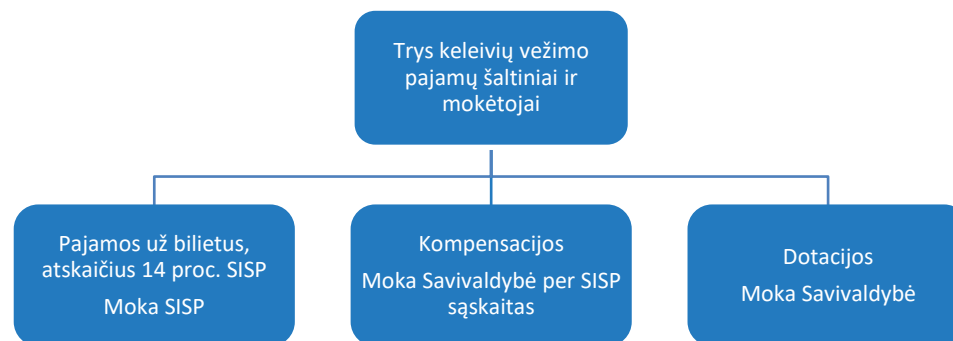 Trys keleivių vežimo
pajamų šaltiniai ir
mokėtojai
Pajamos už bilietus,
atskaičius 14 proc. SISP
Moka SISP
Kompensacijos
Moka Savivaldybė per SISP
sąskaitas
Dotacijos
Moka Savivaldybė